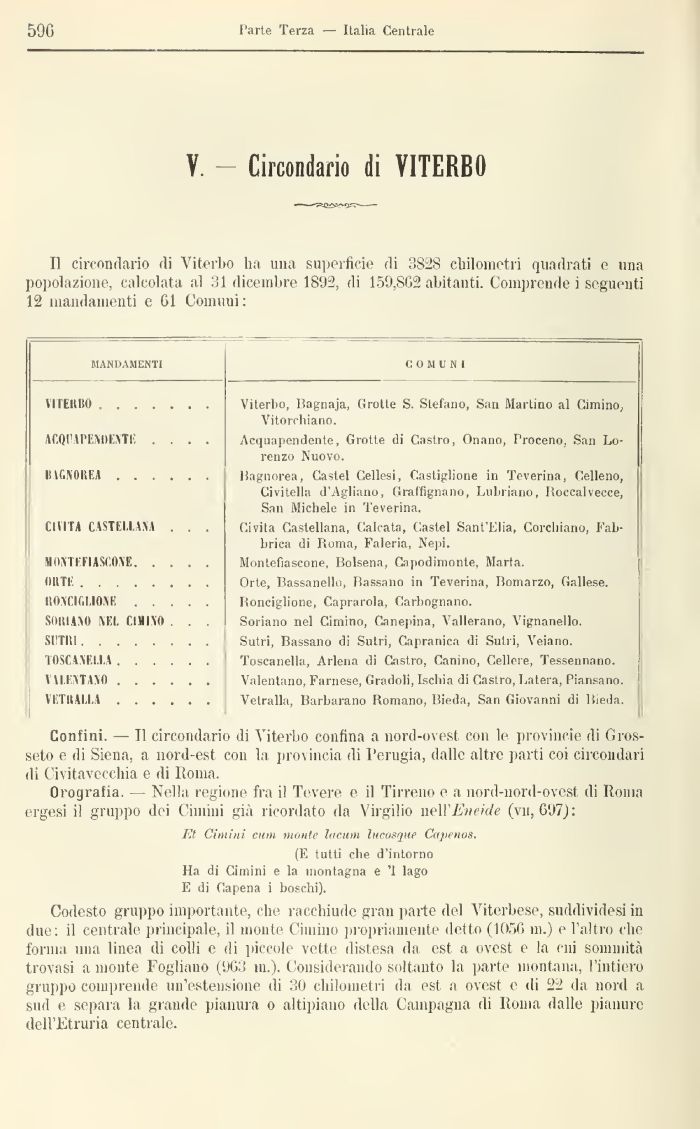 596
Parte Terza — Italia Centrale
V. — Circondario di VITERBO
Il circondario di Viterbo ha una superficie di 3828 chilometri quadrati e una
popolazione, calcolata al 31 dicembre 1892, di 159,862 abitanti. Comprende i seguenti
12 mandamenti e 61 Comuni:
MANDAMENTI
COMUNI
VITERBO . . . . . . .
Viterbo, Bagnaja, Grotte S. Stefano, San Martino al Cimino,
Vitorchiano.
ACQUAPENDENTE . . . .
Acquapendente, Grotte di Castro, Onano, Proceno, San Lo-
renzo Nuovo.
BAGNOREA . . . . . .
Bagnorea, Castel Cellesi, Castiglione in Teverina, Celleno,
Civitella d'Agliano, Graffignano, Lubriano, Roccalvecce,
San Michele in Teverina.
CIVITA CASTELLANA . . .
Civita Castellana, Calcata, Castel Sant'Elia, Corchiano, Fab-
brica di Roma, Faleria, Nepi.
MONTEFIASCONE. . . . .
Montefiascone, Bolsena, Capodimonte, Marta.
ORTE . . . . . . . .
Orte, Bassanello, Bassano in Teverina, Bomarzo, Gallese.
RONCIGLIONE . . . . .
Ronciglione, Caprarola, Carbognano.
SORIANO NEL CIMINO . . .
Soriano nel Cimino, Canepina, Vallerano, Vignanello.
SUTRI. . . . . . . .
Sutri, Bassano di Sutri, Capranica di Sutri, Veiano.
TOSCANELLA . . . . . .
Toscanella, Arlena di Castro, Canino, Cellere, Tessennano.
VALENTANO . . . . . .
Valentano, Farnese, Gradoli, Ischia di Castro, Latera, Piansano.
VETRALLA . . . . . .
Vetralla, Barbarano Romano, Bieda, San Giovanni di Bieda.
Confini. — Il circondario di Viterbo confina a nord-ovest con le provincie di Gros-
seto e di Siena, a nord-est con la provincia di Perugia, dalle altre parti coi circondari
di Civitavecchia e di Roma.
Orografia. — Nella regione fra il Tevere e il Tirreno e a nord-nord-ovest di Roma
ergesi il gruppo dei Cimini già ricordato da Virgilio nell'Eneide (VII, 697):
Et Cimini cum monte lacum lucosque Capenos.
(E tutti che d'intorno
Ha di Cimini e la montagna e 'l lago
E di Capena i boschi).
Codesto gruppo importante, che racchiude gran parte del Viterbese, suddividesi in
due: il centrale principale, il monte Cimino propriamente detto (1056 m.) e l'altro che
forma una linea di colli e di piccole vette distesa da est a ovest e la cui sommità
trovasi a monte Fogliano (963 m.). Considerando soltanto la parte montana, l'intiero
gruppo comprende un'estensione di 30 chilometri da est a ovest e di 22 da nord a
sud e separa la grande pianura o altipiano della Campagna di Roma dalle pianure
dell'Etruria centrale.